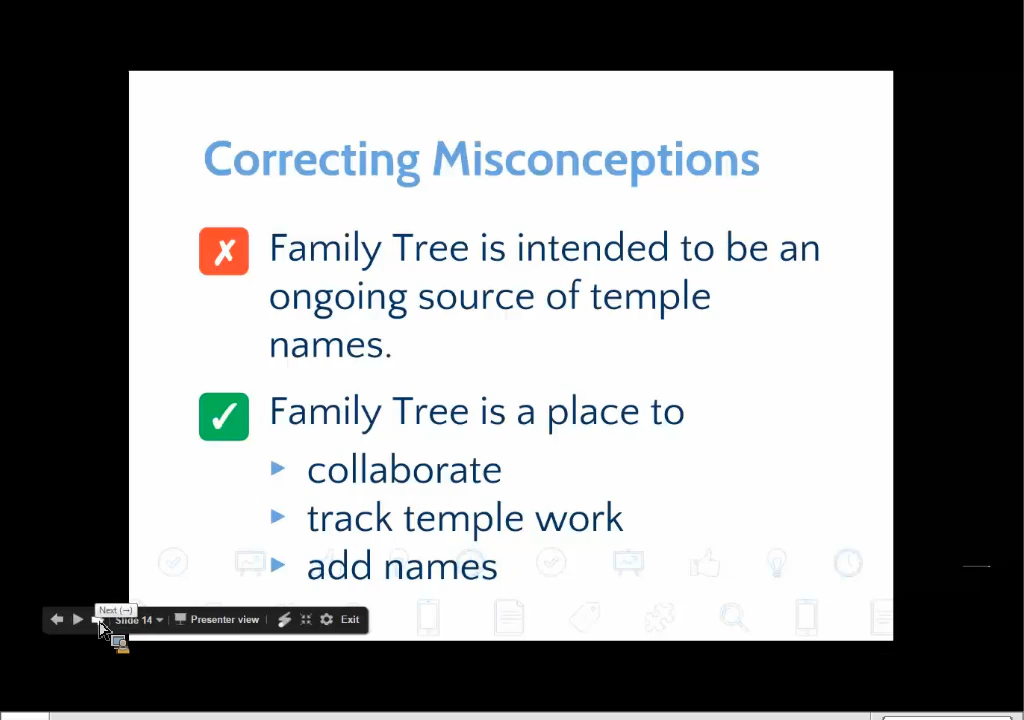 Correcting Misconceptions
✗ Family Tree is intended to be an
ongoing source of temple
names.
✓ Family Tree is a place to
▸ collaborate
▸ track temple work
▸ add names
Next (→)
Slide 14 Presenter view Exit